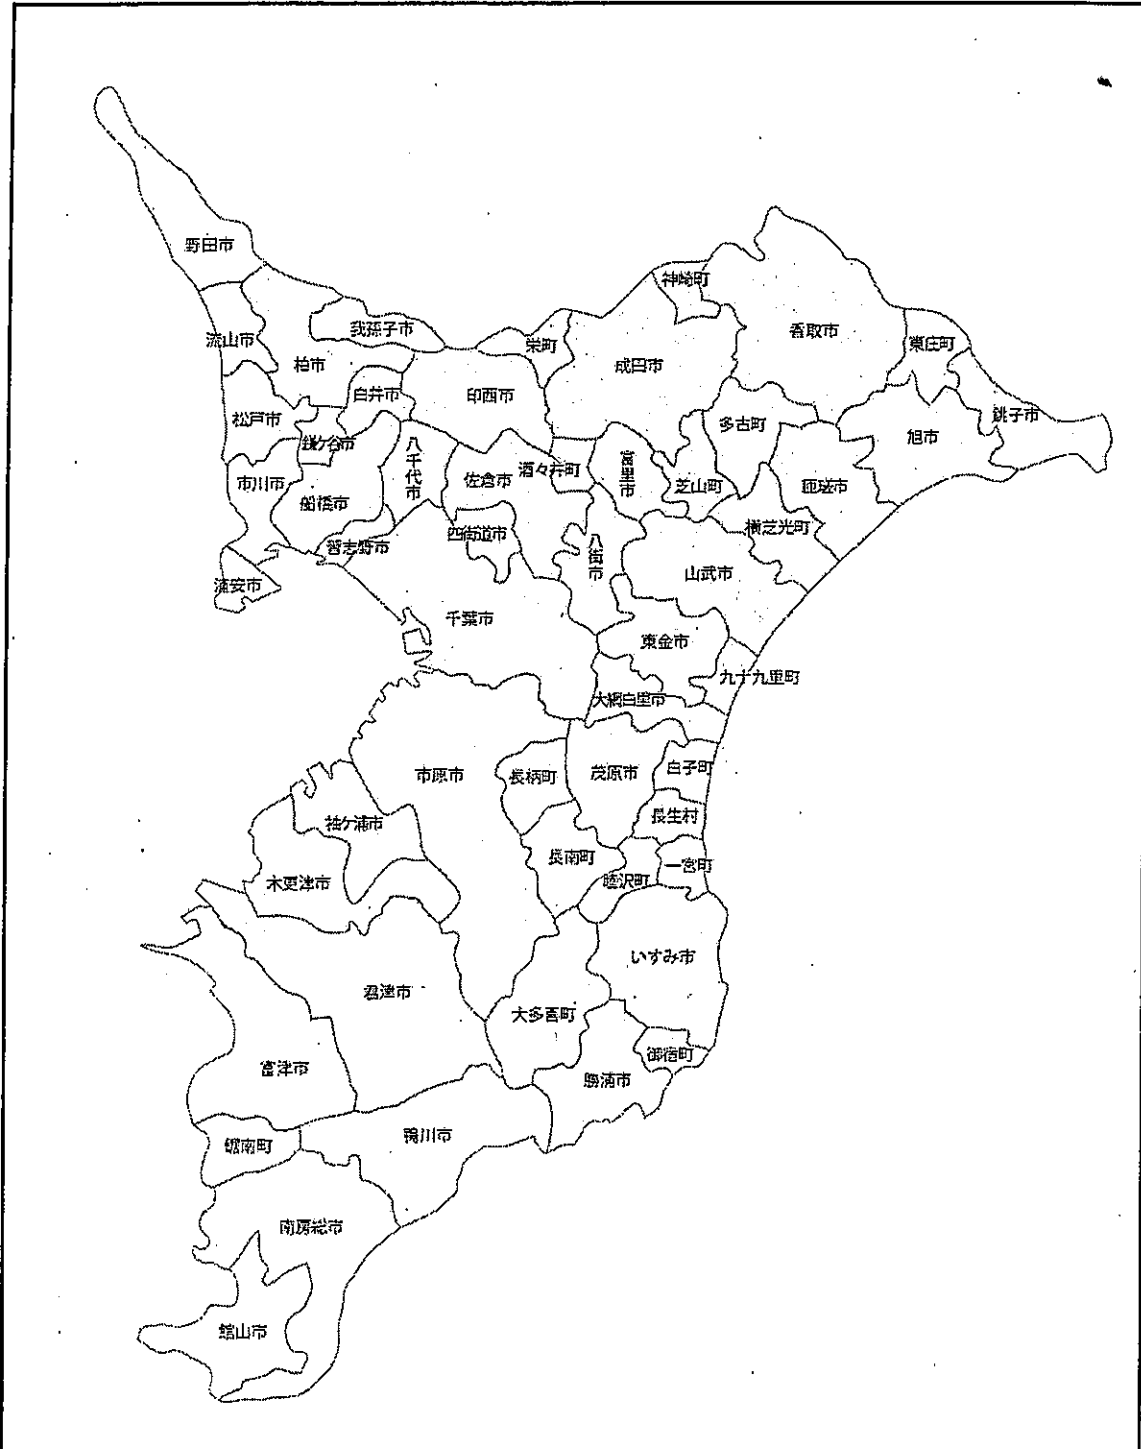 野田市
神崎町
香取市
流山市
我孫子市
栄町
東庄町
柏市
成田市
白井市
印西市
松戸市
多古町
銚子市
鎌ケ谷市
旭市
八千代市
富里市
市川市
佐倉市
酒々井町
芝山町
匝瑳市
船橋市
横芝光町
四街道市
習志野市
八街市
山武市
浦安市
千葉市
東金市
九十九里町
大網白里市
市原市
長柄町
茂原市
白子町
袖ケ浦市
長生村
長南町
一宮町
木更津市
睦沢町
いすみ市
君津市
大多喜町
御宿町
富津市
勝浦市
鴨川市
鋸南町
南房総市
館山市